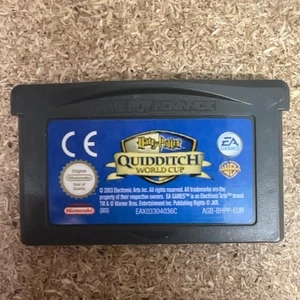 GAME BOY ADVANCE
CE
Harry Potter
QUIDDITCH
WORLD CUP
EA
GAMES
WB
Original
Nintendo
Seal of
Quality
© 2003 Electronic Arts Inc. All rights reserved. All trademarks are the
property of their respective owners. EA GAMES™ is an Electronic Arts™ brand.
TM & © Warner Bros. Entertainment Inc. Publishing Rights © JKR.
Nintendo
EAX03304036C
AGB-BHPP-EUR